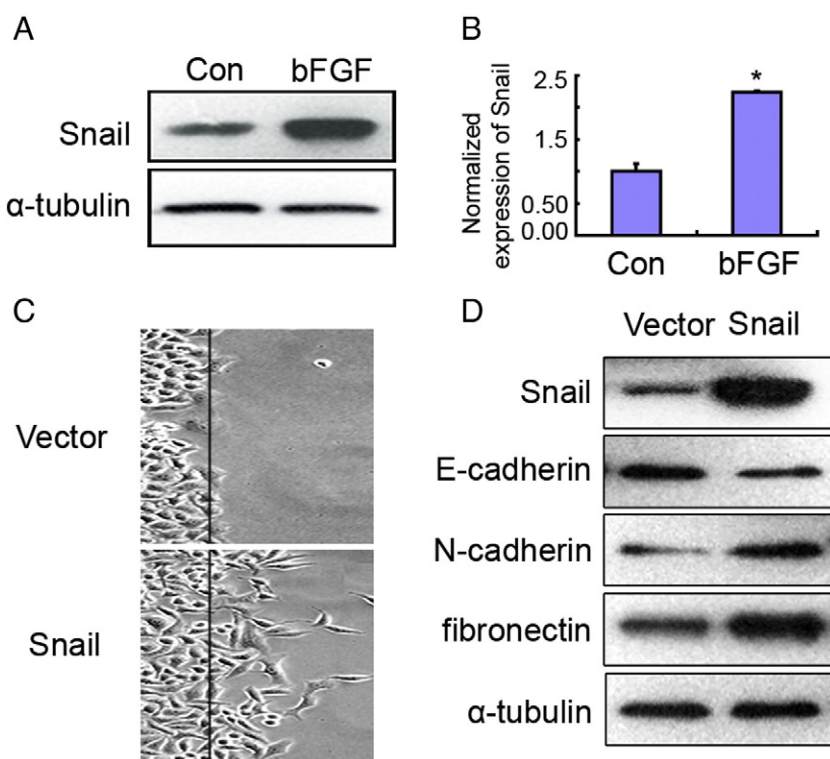 A
Con bFGF
Snail
α-tubulin
B
Normalized
expression of Snail
2.5
1.5
0.50
0.00
*
Con bFGF
C
Vector
Snail
D
Vector Snail
Snail
E-cadherin
N-cadherin
fibronectin
α-tubulin